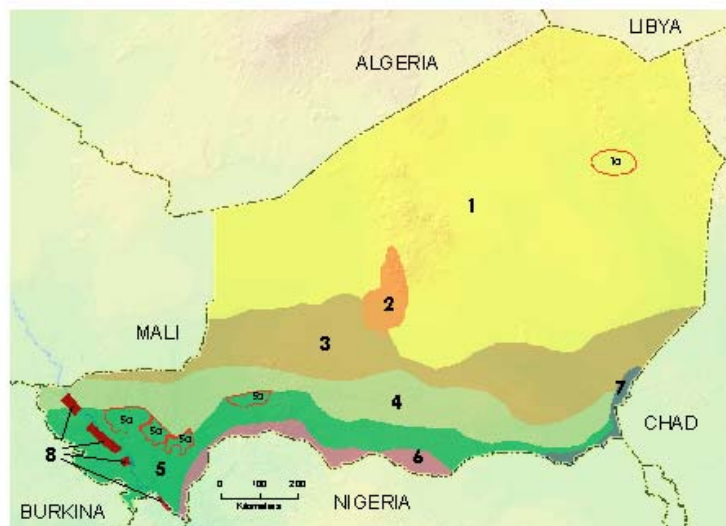 LIBYA
ALGERIA
1a
1
2
MALI
3
7
4
5a
5a
5a
5a
CHAD
8
5
6
0 100 200
Kilometers
NIGERIA
BURKINA